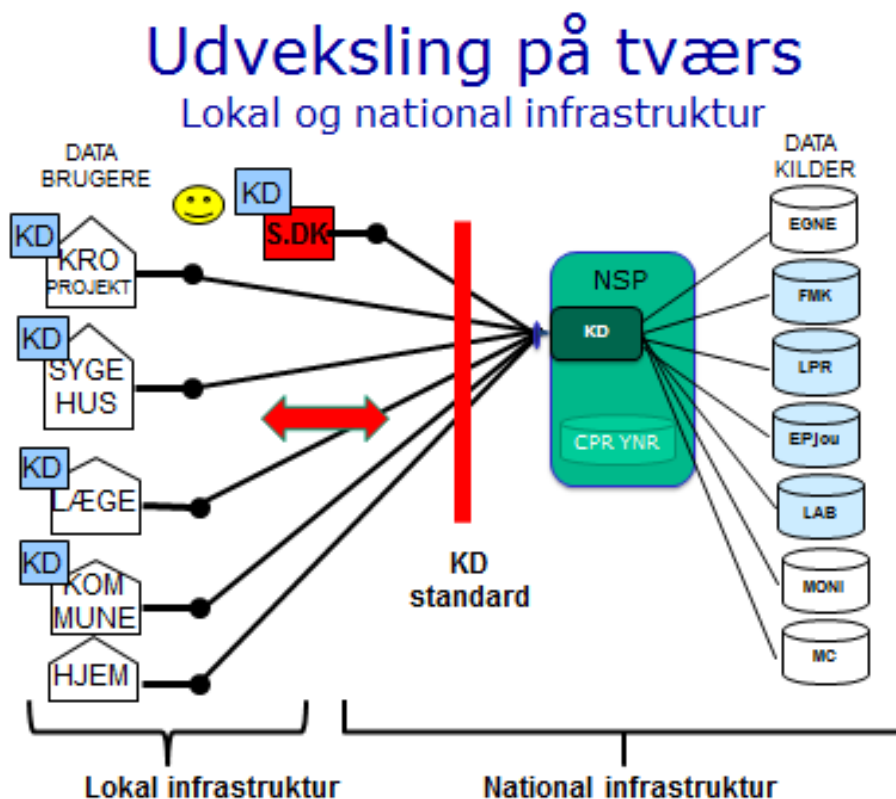 Udveksling på tværs
Lokal og national infrastruktur
DATA
BRUGERE
DATA
KILDER
KD
KRO
PROJEKT
KD
S.DK
KD
SYGE
HUS
KD
LÆGE
KD
KOM
MUNE
HJEM
KD
standard
NSP
KD
CPR YNR
EGNE
FMK
LPR
EPJou
LAB
MONI
MC
Lokal infrastruktur
National infrastruktur